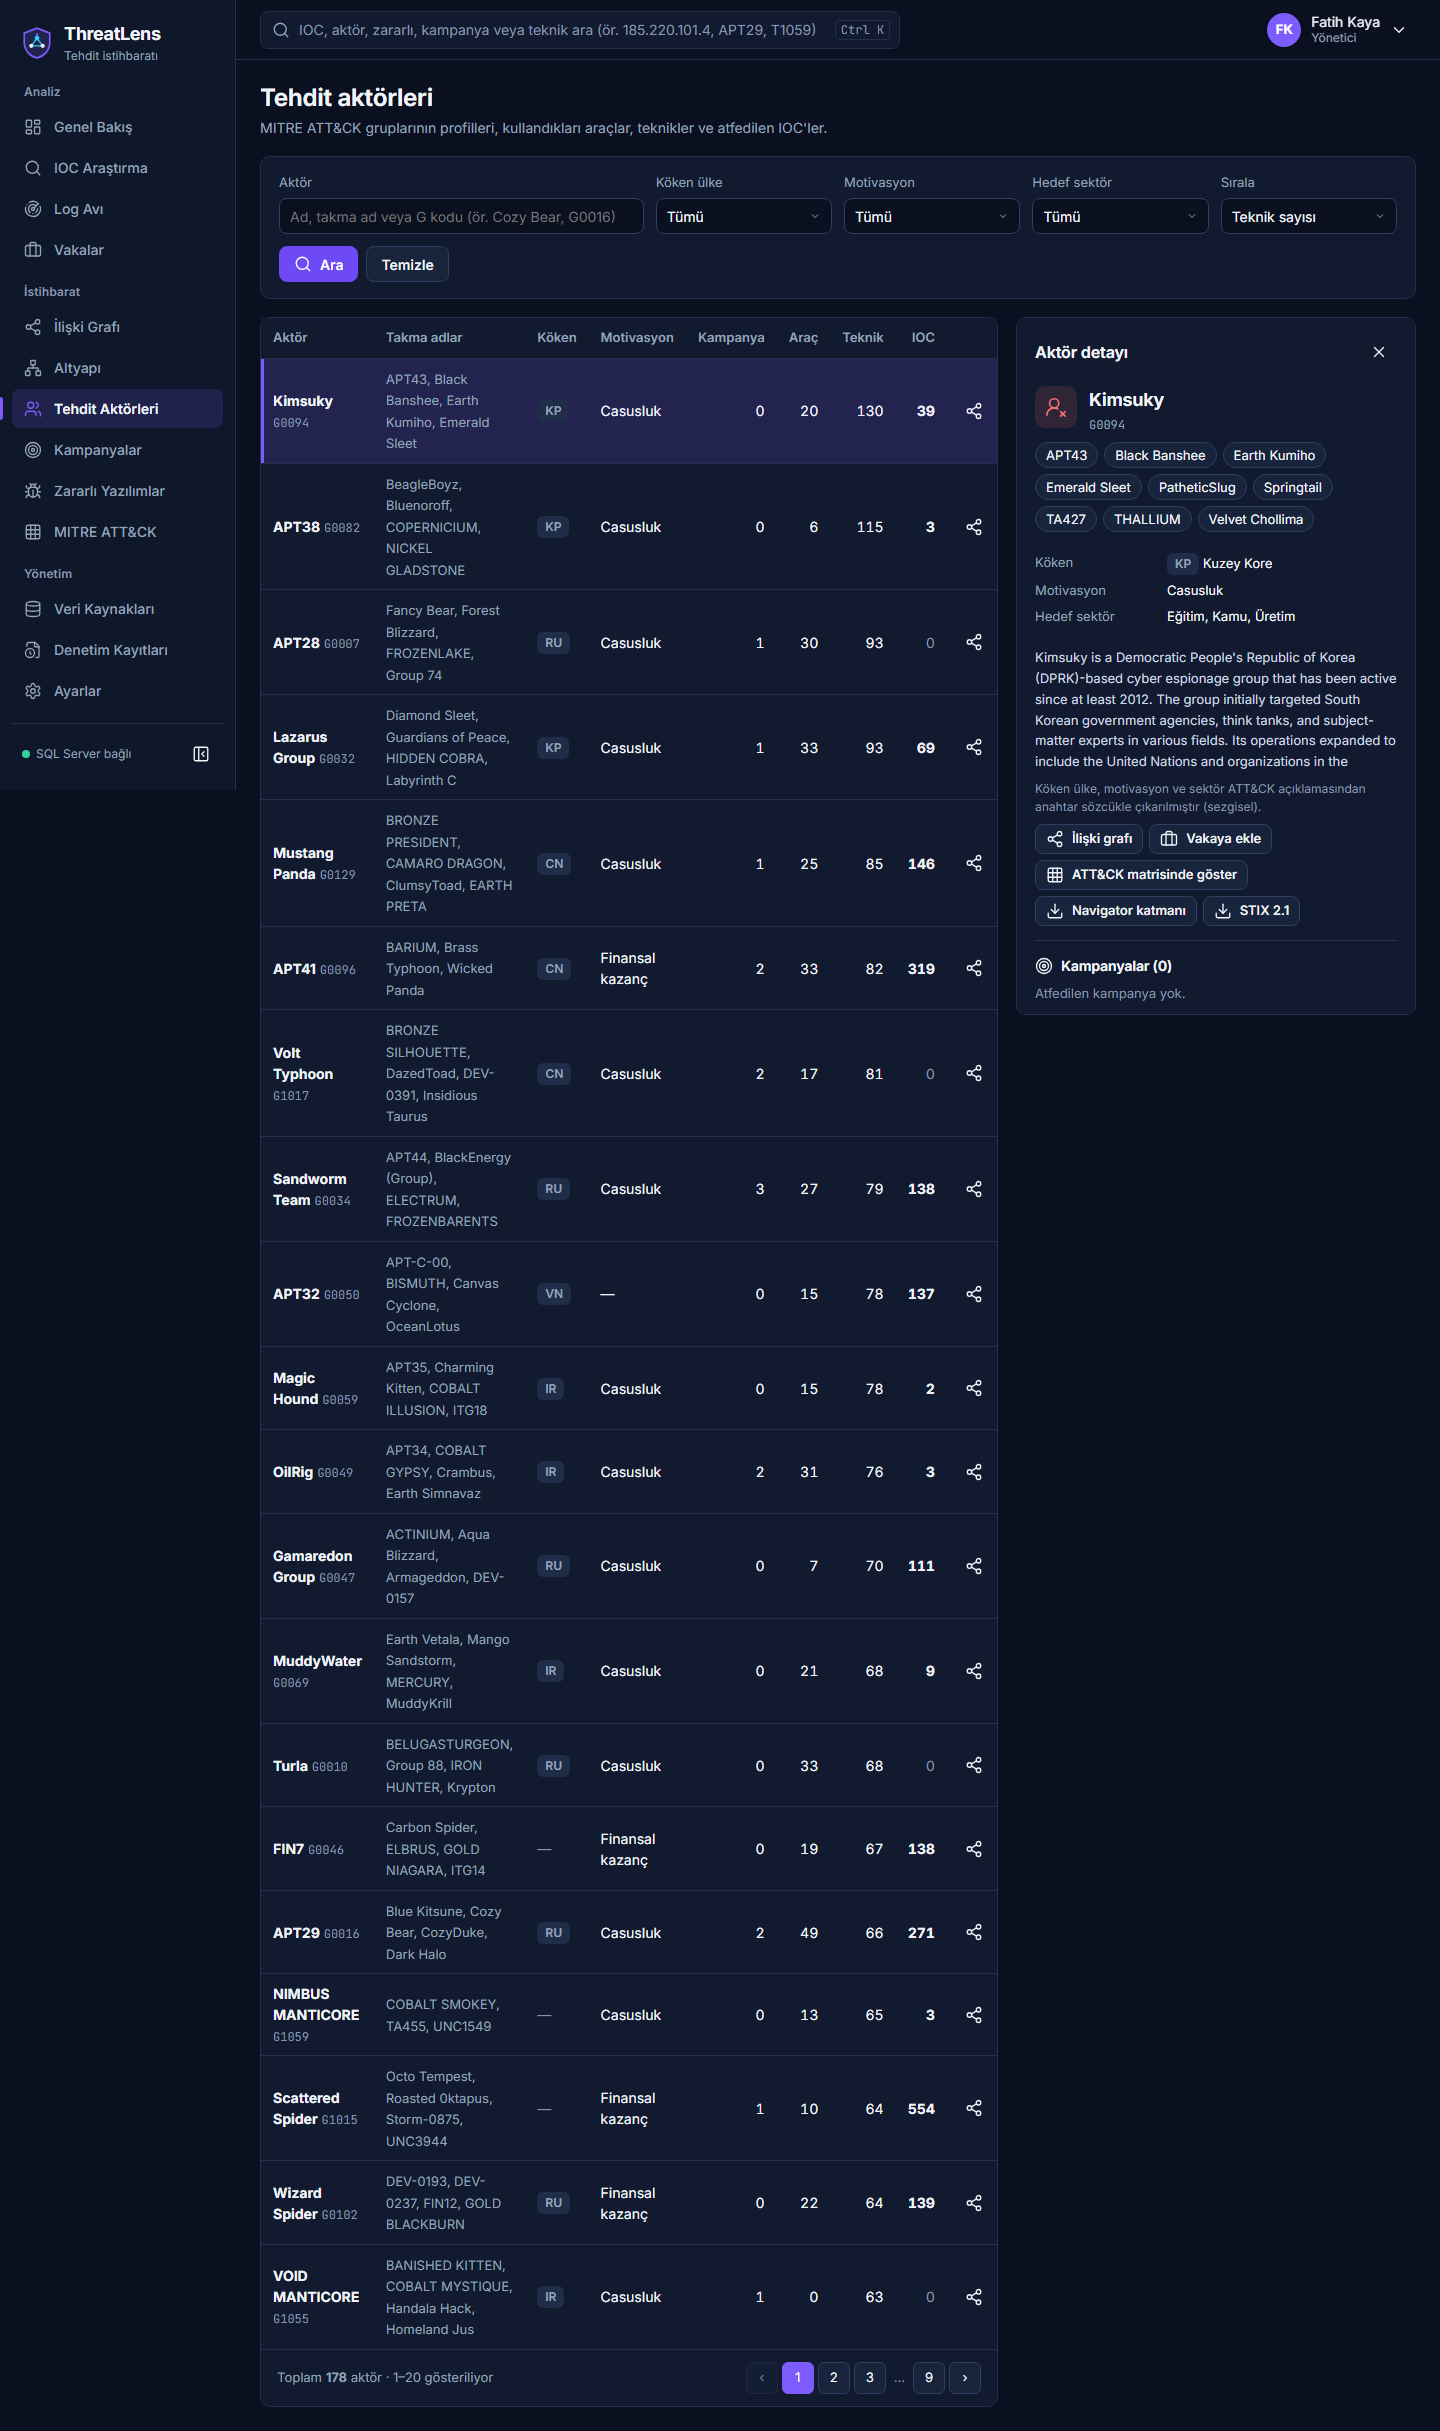 ThreatLens
Tehdit istihbaratı
Analiz
Genel Bakış
IOC Araştırma
Log Avı
Vakalar
İstihbarat
İlişki Grafı
Altyapı
Tehdit Aktörleri
Kampanyalar
Zararlı Yazılımlar
MITRE ATT&CK
Yönetim
Veri Kaynakları
Denetim Kayıtları
Ayarlar
SQL Server bağlı
IOC, aktör, zararlı, kampanya veya teknik ara (ör. 185.220.101.4, APT29, T1059) Ctrl K
FK Fatih Kaya
Yönetici
Tehdit aktörleri
MITRE ATT&CK gruplarının profilleri, kullandıkları araçlar, teknikler ve atfedilen IOC'ler.
Aktör Köken ülke Motivasyon Hedef sektör Sırala
Ad, takma ad veya G kodu (ör. Cozy Bear, G0016) Tümü Tümü Tümü Teknik sayısı
Ara Temizle
Aktör Takma adlar Köken Motivasyon Kampanya Araç Teknik IOC
Kimsuky G0094
APT43, Black
Banshee, Earth
Kumiho, Emerald
Sleet
KP Casusluk 0 20 130 39
APT38 G0082
BeagleBoyz,
Bluenoroff,
COPERNICIUM,
NICKEL
GLADSTONE
KP Casusluk 0 6 115 3
APT28 G0007
Fancy Bear, Forest
Blizzard,
FROZENLAKE,
Group 74
RU Casusluk 1 30 93 0
Lazarus
Group G0032
Diamond Sleet,
Guardians of Peace,
HIDDEN COBRA,
Labyrinth C
KP Casusluk 1 33 93 69
Mustang
Panda G0129
BRONZE
PRESIDENT,
CAMARO DRAGON,
ClumsyToad, EARTH
PRETA
CN Casusluk 1 25 85 146
APT41 G0096
BARIUM, Brass
Typhoon, Wicked
Panda
CN Finansal
kazanç 2 33 82 319
Volt
Typhoon
G1017
BRONZE
SILHOUETTE,
DazedToad, DEV-
0391, Insidious
Taurus
CN Casusluk 2 17 81 0
Sandworm
Team G0034
APT44, BlackEnergy
(Group),
ELECTRUM,
FROZENBARENTS
RU Casusluk 3 27 79 138
APT32 G0050
APT-C-00,
BISMUTH, Canvas
Cyclone,
OceanLotus
VN — 0 15 78 137
Magic
Hound G0059
APT35, Charming
Kitten, COBALT
ILLUSION, ITG18
IR Casusluk 0 15 78 2
OilRig G0049
APT34, COBALT
GYPSY, Crambus,
Earth Simnavaz
IR Casusluk 2 31 76 3
Gamaredon
Group G0047
ACTINIUM, Aqua
Blizzard,
Armageddon, DEV-
0157
RU Casusluk 0 7 70 111
MuddyWater
G0069
Earth Vetala, Mango
Sandstorm,
MERCURY,
MuddyKrill
IR Casusluk 0 21 68 9
Turla G0010
BELUGASTURGEON,
Group 88, IRON
HUNTER, Krypton
RU Casusluk 0 33 68 0
FIN7 G0046
Carbon Spider,
ELBRUS, GOLD
NIAGARA, ITG14
— Finansal
kazanç 0 19 67 138
APT29 G0016
Blue Kitsune, Cozy
Bear, CozyDuke,
Dark Halo
RU Casusluk 2 49 66 271
NIMBUS
MANTICORE
G1059
COBALT SMOKEY,
TA455, UNC1549
— Casusluk 0 13 65 3
Scattered
Spider G1015
Octo Tempest,
Roasted 0ktapus,
Storm-0875,
UNC3944
— Finansal
kazanç 1 10 64 554
Wizard
Spider G0102
DEV-0193, DEV-
0237, FIN12, GOLD
BLACKBURN
RU Finansal
kazanç 0 22 64 139
VOID
MANTICORE
G1055
BANISHED KITTEN,
COBALT MYSTIQUE,
Handala Hack,
Homeland Jus
IR Casusluk 1 0 63 0
Toplam 178 aktör · 1–20 gösteriliyor
‹ 1 2 3 … 9 ›
Aktör detayı
Kimsuky
G0094
APT43 Black Banshee Earth Kumiho
Emerald Sleet PatheticSlug Springtail
TA427 THALLIUM Velvet Chollima
Köken KP Kuzey Kore
Motivasyon Casusluk
Hedef sektör Eğitim, Kamu, Üretim
Kimsuky is a Democratic People's Republic of Korea
(DPRK)-based cyber espionage group that has been active
since at least 2012. The group initially targeted South
Korean government agencies, think tanks, and subject-
matter experts in various fields. Its operations expanded to
include the United Nations and organizations in the
Köken ülke, motivasyon ve sektör ATT&CK açıklamasından
anahtar sözcükle çıkarılmıştır (sezgisel).
İlişki grafı Vakaya ekle
ATT&CK matrisinde göster
Navigator katmanı STIX 2.1
Kampanyalar (0)
Atfedilen kampanya yok.